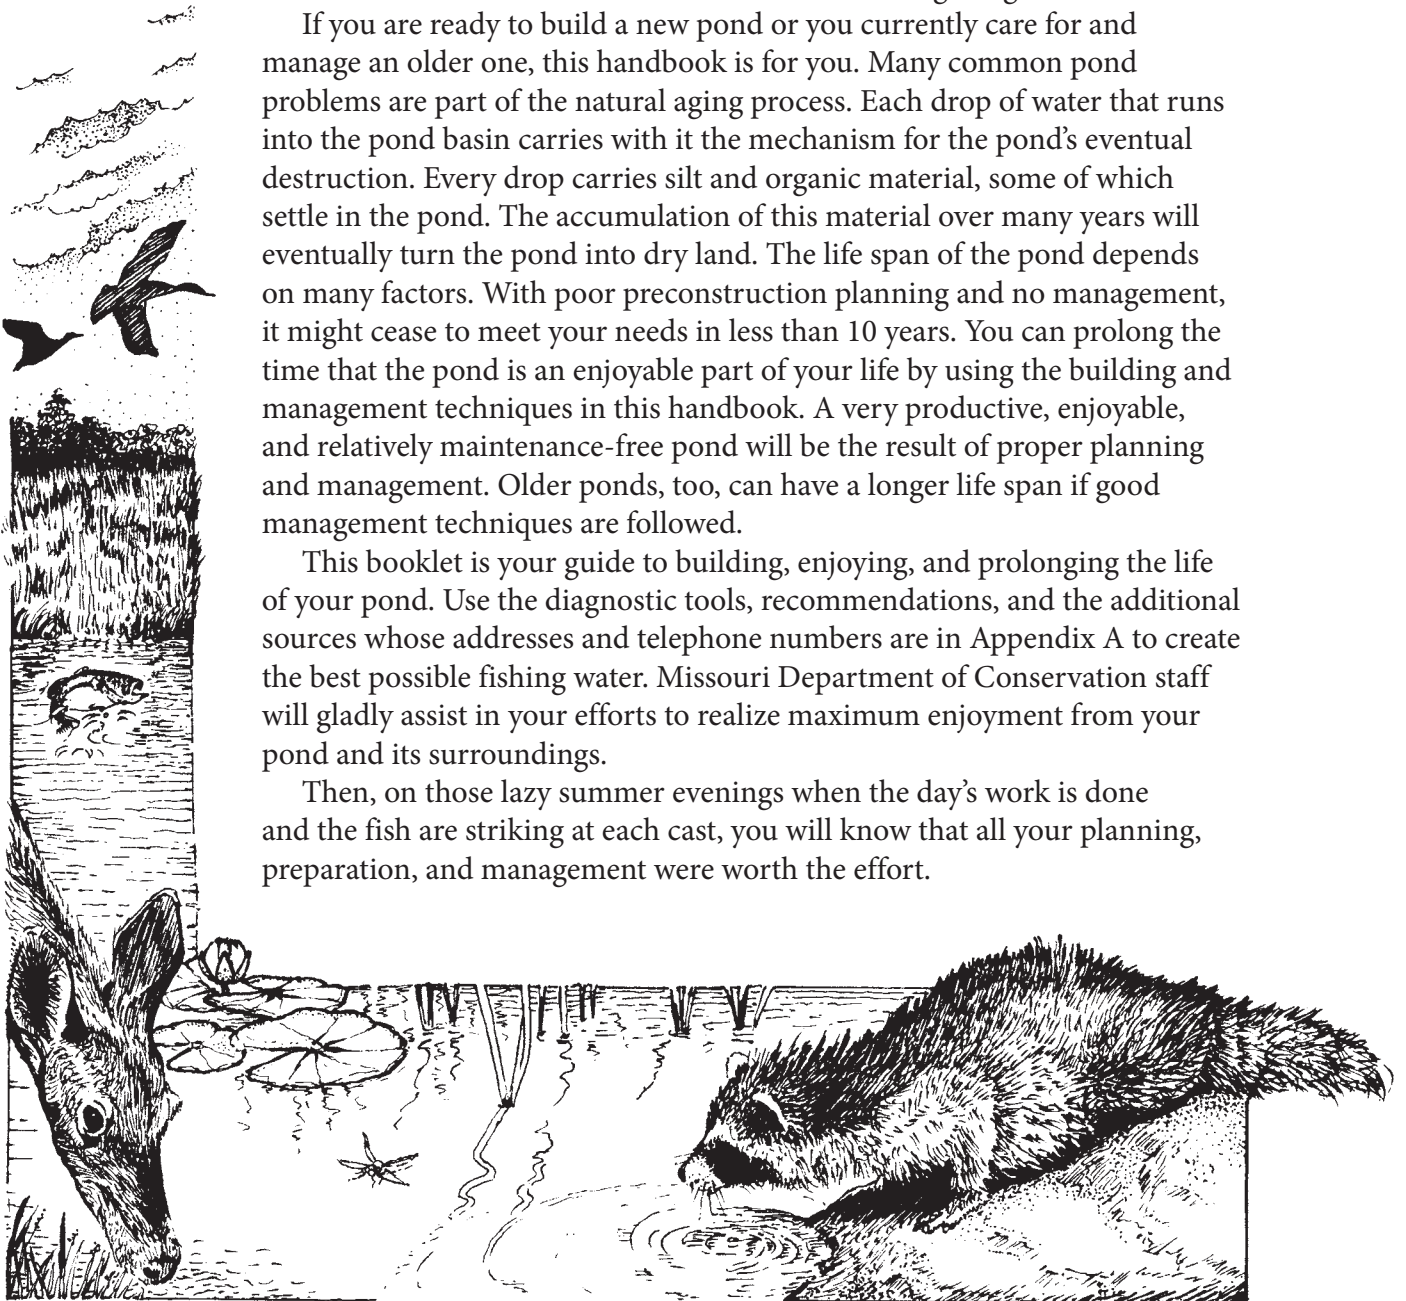 If you are ready to build a new pond or you currently care for and
manage an older one, this handbook is for you. Many common pond
problems are part of the natural aging process. Each drop of water that runs
into the pond basin carries with it the mechanism for the pond’s eventual
destruction. Every drop carries silt and organic material, some of which
settle in the pond. The accumulation of this material over many years will
eventually turn the pond into dry land. The life span of the pond depends
on many factors. With poor preconstruction planning and no management,
it might cease to meet your needs in less than 10 years. You can prolong the
time that the pond is an enjoyable part of your life by using the building and
management techniques in this handbook. A very productive, enjoyable,
and relatively maintenance-free pond will be the result of proper planning
and management. Older ponds, too, can have a longer life span if good
management techniques are followed.
This booklet is your guide to building, enjoying, and prolonging the life
of your pond. Use the diagnostic tools, recommendations, and the additional
sources whose addresses and telephone numbers are in Appendix A to create
the best possible fishing water. Missouri Department of Conservation staff
will gladly assist in your efforts to realize maximum enjoyment from your
pond and its surroundings.
Then, on those lazy summer evenings when the day’s work is done
and the fish are striking at each cast, you will know that all your planning,
preparation, and management were worth the effort.